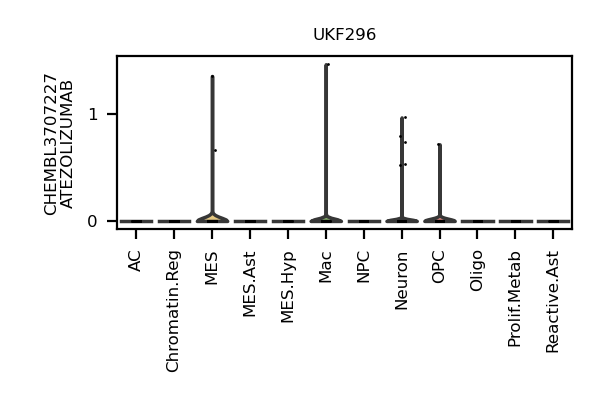 UKF296
CHEMBL3707227
ATEZOLIZUMAB
1
0
AC
Chromatin.Reg
MES
MES.Ast
MES.Hyp
Mac
NPC
Neuron
OPC
Oligo
Prolif.Metab
Reactive.Ast